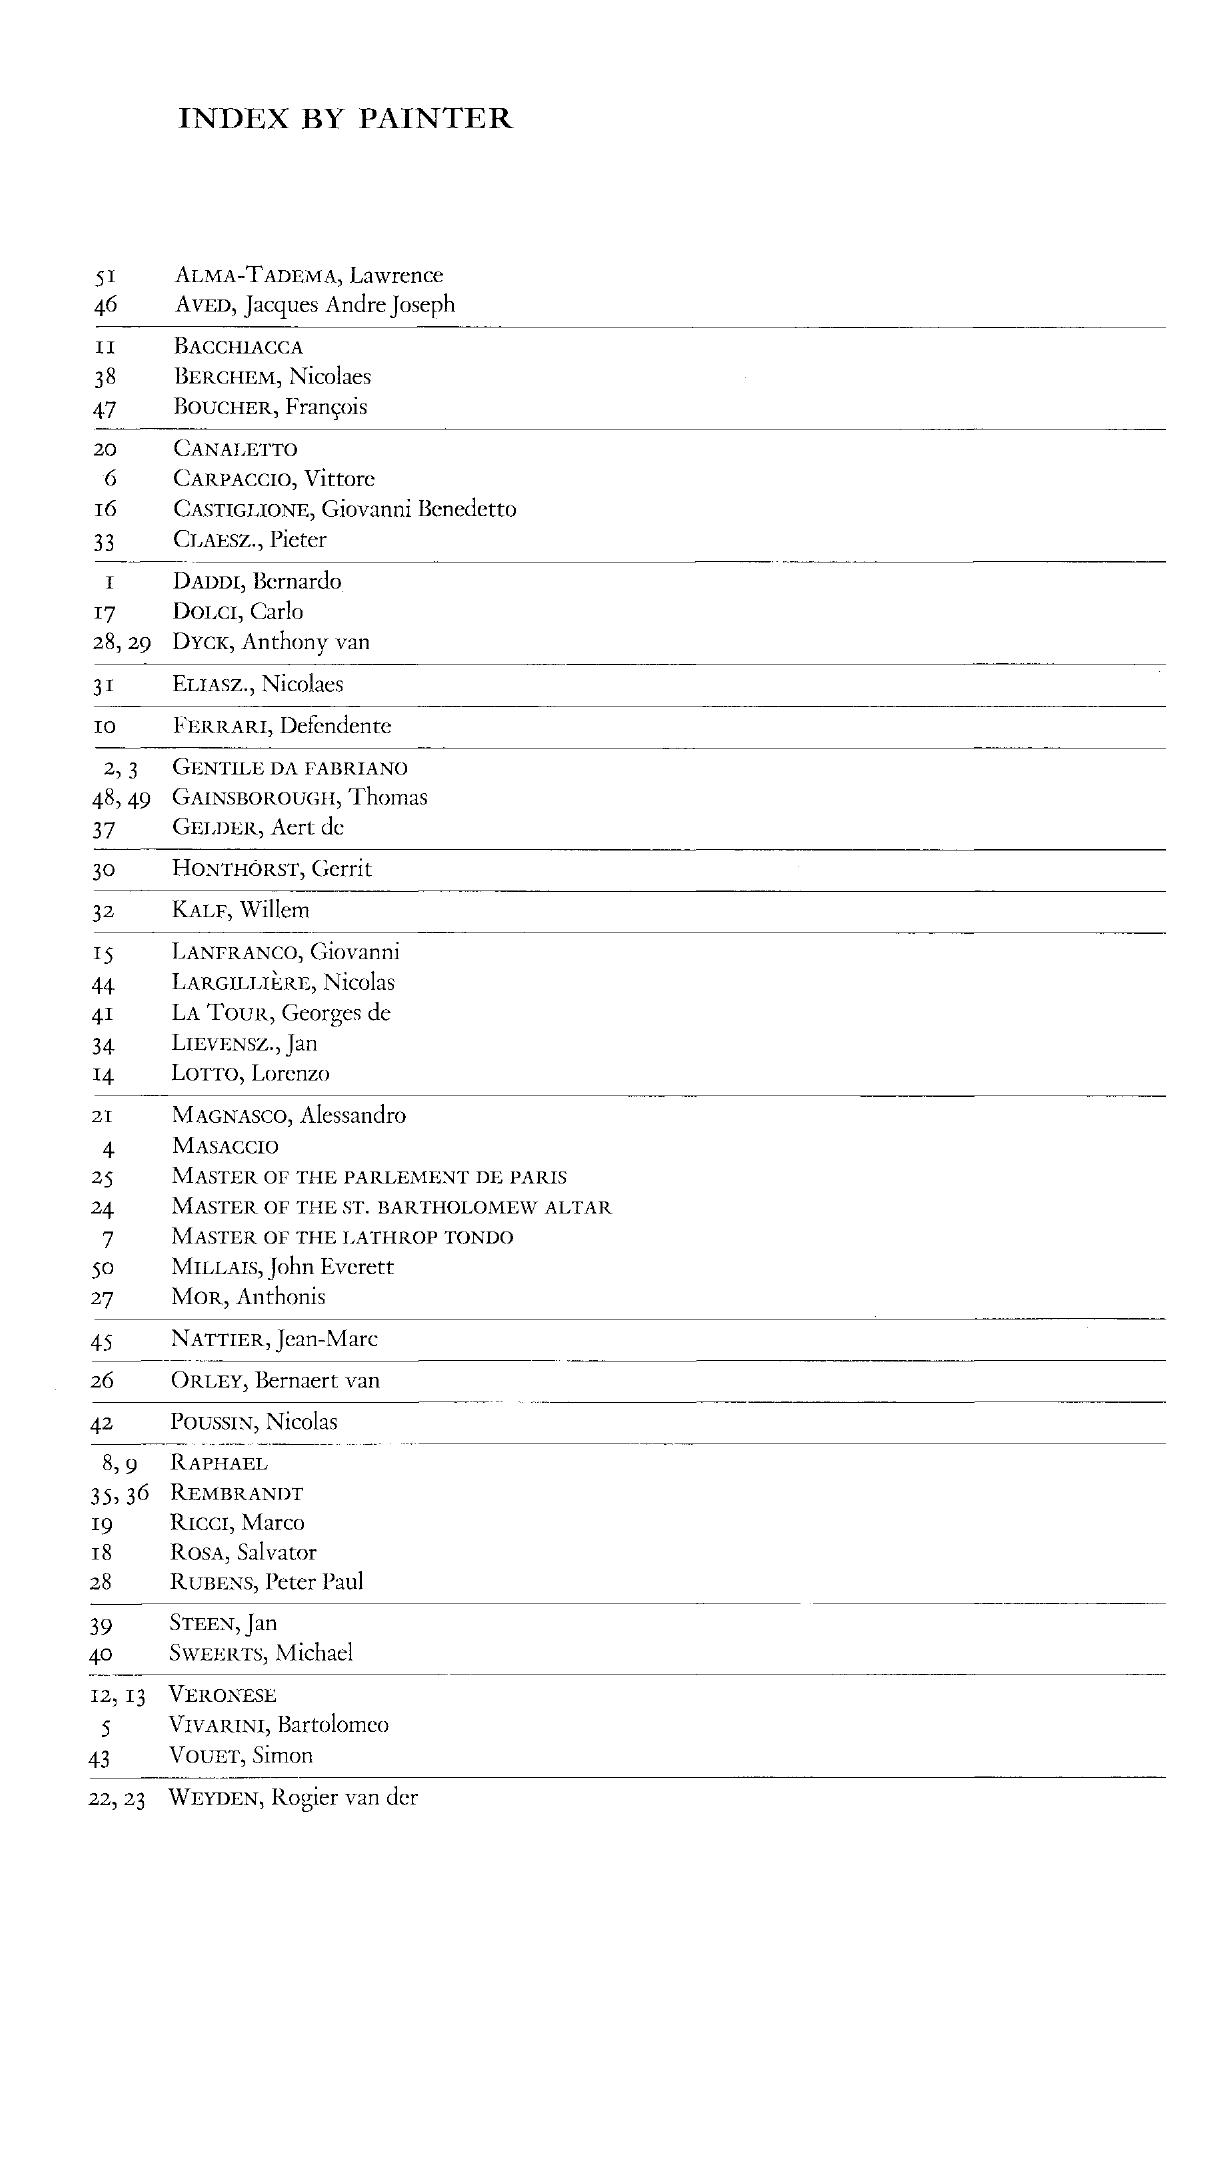 INDEX BY PAINTER
51 ALMA-TADEMA, Lawrence
46 AVED, Jacques Andre Joseph
11 BACCHIACCA
38 BERCHEM, Nicolaes
47 BOUCHER, François
20 CANALETTO
6 CARPACCIO, Vittore
16 CASTIGLIONE, Giovanni Benedetto
33 CLAESZ., Pieter
1 DADDI, Bernardo
17 DOLCI, Carlo
28, 29 DYCK, Anthony van
31 ELIASZ., Nicolaes
10 FERRARI, Defendente
2, 3 GENTILE DA FABRIANO
48, 49 GAINSBOROUGH, Thomas
37 GELDER, Aert de
30 HONTHORST, Gerrit
32 KALF, Willem
15 LANFRANCO, Giovanni
44 LARGILLIÈRE, Nicolas
41 LA TOUR, Georges de
34 LIEVENSZ., Jan
14 LOTTO, Lorenzo
21 MAGNASCO, Alessandro
4 MASACCIO
25 MASTER OF THE PARLEMENT DE PARIS
24 MASTER OF THE ST. BARTHOLOMEW ALTAR
7 MASTER OF THE LATHROP TONDO
50 MILLAIS, John Everett
27 MOR, Anthonis
45 NATTIER, Jean-Marc
26 ORLEY, Bernaert van
42 POUSSIN, Nicolas
8, 9 RAPHAEL
35, 36 REMBRANDT
19 RICCI, Marco
18 ROSA, Salvator
28 RUBENS, Peter Paul
39 STEEN, Jan
40 SWEERTS, Michael
12, 13 VERONESE
5 VIVARINI, Bartolomeo
43 VOUET, Simon
22, 23 WEYDEN, Rogier van der